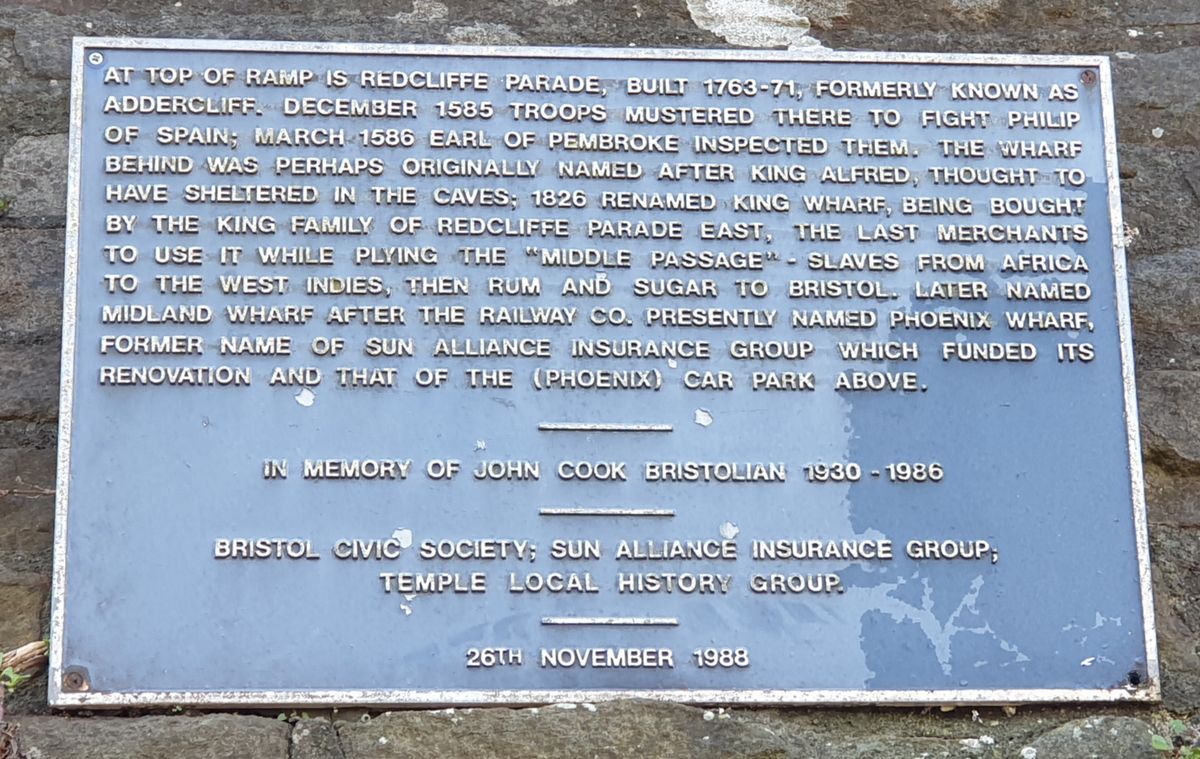 AT TOP OF RAMP IS REDCLIFFE PARADE, BUILT 1763-71, FORMERLY KNOWN AS
ADDERCLIFF. DECEMBER 1585 TROOPS MUSTERED THERE TO FIGHT PHILIP
OF SPAIN; MARCH 1586 EARL OF PEMBROKE INSPECTED THEM. THE WHARF
BEHIND WAS PERHAPS ORIGINALLY NAMED AFTER KING ALFRED, THOUGHT TO
HAVE SHELTERED IN THE CAVES; 1826 RENAMED KING WHARF, BEING BOUGHT
BY THE KING FAMILY OF REDCLIFFE PARADE EAST, THE LAST MERCHANTS
TO USE IT WHILE PLYING THE "MIDDLE PASSAGE" - SLAVES FROM AFRICA
TO THE WEST INDIES, THEN RUM AND SUGAR TO BRISTOL. LATER NAMED
MIDLAND WHARF AFTER THE RAILWAY CO. PRESENTLY NAMED PHOENIX WHARF,
FORMER NAME OF SUN ALLIANCE INSURANCE GROUP WHICH FUNDED ITS
RENOVATION AND THAT OF THE (PHOENIX) CAR PARK ABOVE.
IN MEMORY OF JOHN COOK BRISTOLIAN 1930 - 1986
BRISTOL CIVIC SOCIETY; SUN ALLIANCE INSURANCE GROUP;
TEMPLE LOCAL HISTORY GROUP.
26TH NOVEMBER 1988